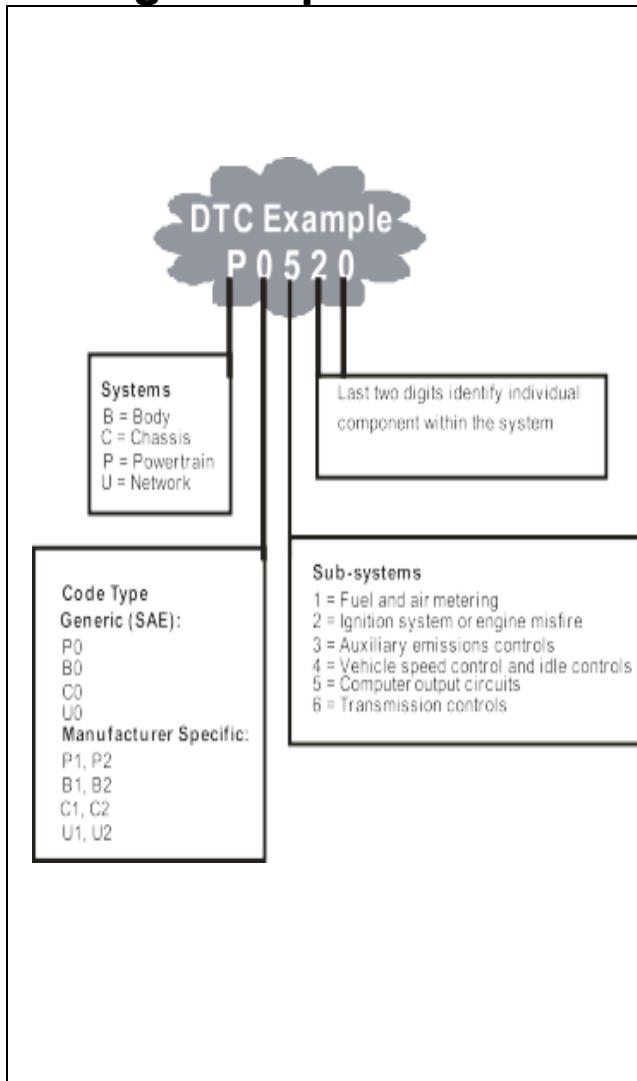 DTC Example
P 0 5 2 0
Systems
B = Body
C = Chassis
P = Powertrain
U = Network
Last two digits identify individual
component within the system
Code Type
Generic (SAE):
P0
B0
C0
U0
Manufacturer Specific:
P1, P2
B1, B2
C1, C2
U1, U2
Sub-systems
1 = Fuel and air metering
2 = Ignition system or engine misfire
3 = Auxiliary emissions controls
4 = Vehicle speed control and idle controls
5 = Computer output circuits
6 = Transmission controls